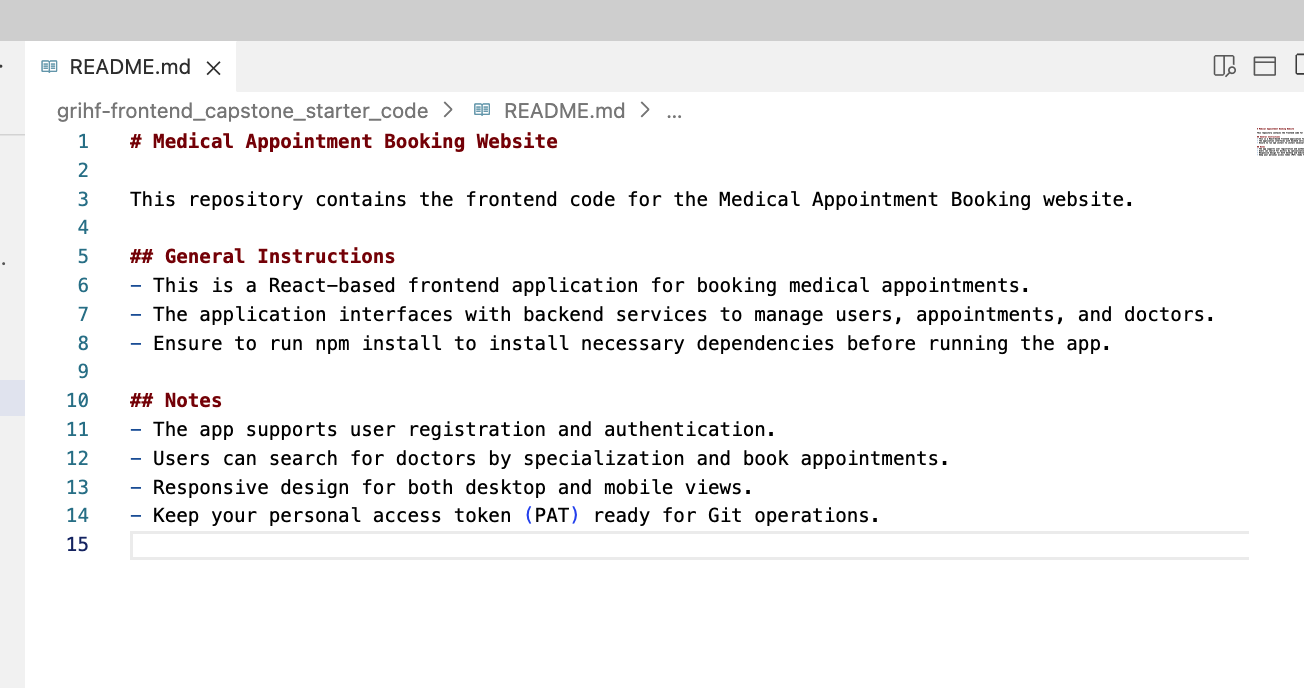 README.md
grihf-frontend_capstone_starter_code > README.md > ...
1 # Medical Appointment Booking Website
2
3 This repository contains the frontend code for the Medical Appointment Booking website.
4
5 ## General Instructions
6 - This is a React-based frontend application for booking medical appointments.
7 - The application interfaces with backend services to manage users, appointments, and doctors.
8 - Ensure to run npm install to install necessary dependencies before running the app.
9
10 ## Notes
11 - The app supports user registration and authentication.
12 - Users can search for doctors by specialization and book appointments.
13 - Responsive design for both desktop and mobile views.
14 - Keep your personal access token (PAT) ready for Git operations.
15